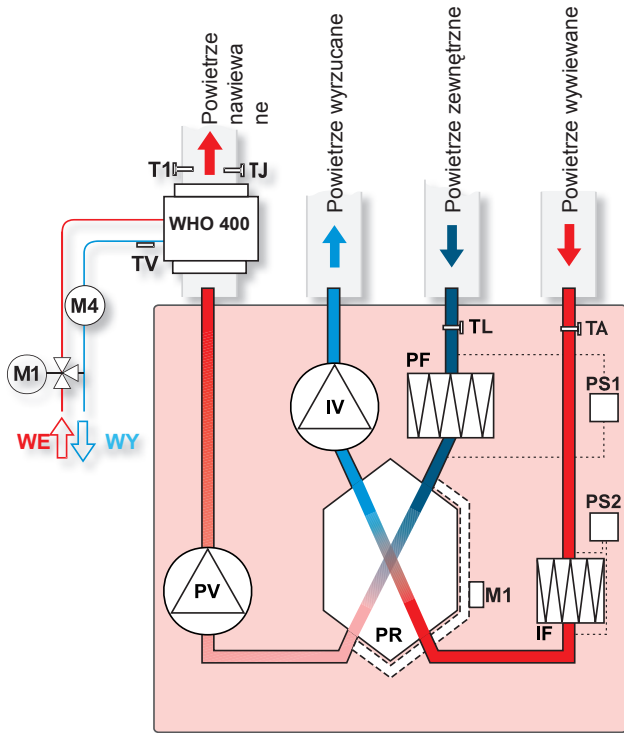 Powietrze
nawiewa
ne
Powietrze wyrzucane
Powietrze zewnętrzne
Powietrze wywiewane
T1
TJ
WHO 400
TV
M4
M1
WE
WY
TL
TA
PF
PS1
IV
PS2
PV
M1
PR
IF